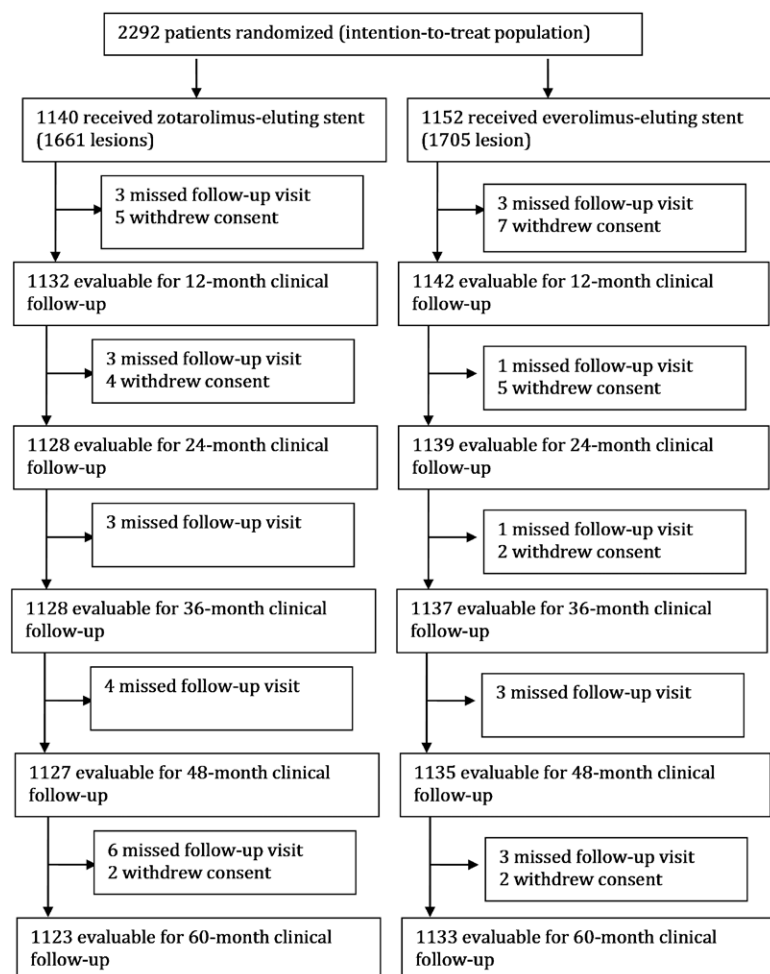 2292 patients randomized (intention-to-treat population)
1140 received zotarolimus-eluting stent
(1661 lesions)
1152 received everolimus-eluting stent
(1705 lesion)
3 missed follow-up visit
5 withdrew consent
3 missed follow-up visit
7 withdrew consent
1132 evaluable for 12-month clinical
follow-up
1142 evaluable for 12-month clinical
follow-up
3 missed follow-up visit
4 withdrew consent
1 missed follow-up visit
5 withdrew consent
1128 evaluable for 24-month clinical
follow-up
1139 evaluable for 24-month clinical
follow-up
3 missed follow-up visit
1 missed follow-up visit
2 withdrew consent
1128 evaluable for 36-month clinical
follow-up
1137 evaluable for 36-month clinical
follow-up
4 missed follow-up visit
3 missed follow-up visit
1127 evaluable for 48-month clinical
follow-up
1135 evaluable for 48-month clinical
follow-up
6 missed follow-up visit
2 withdrew consent
3 missed follow-up visit
2 withdrew consent
1123 evaluable for 60-month clinical
follow-up
1133 evaluable for 60-month clinical
follow-up